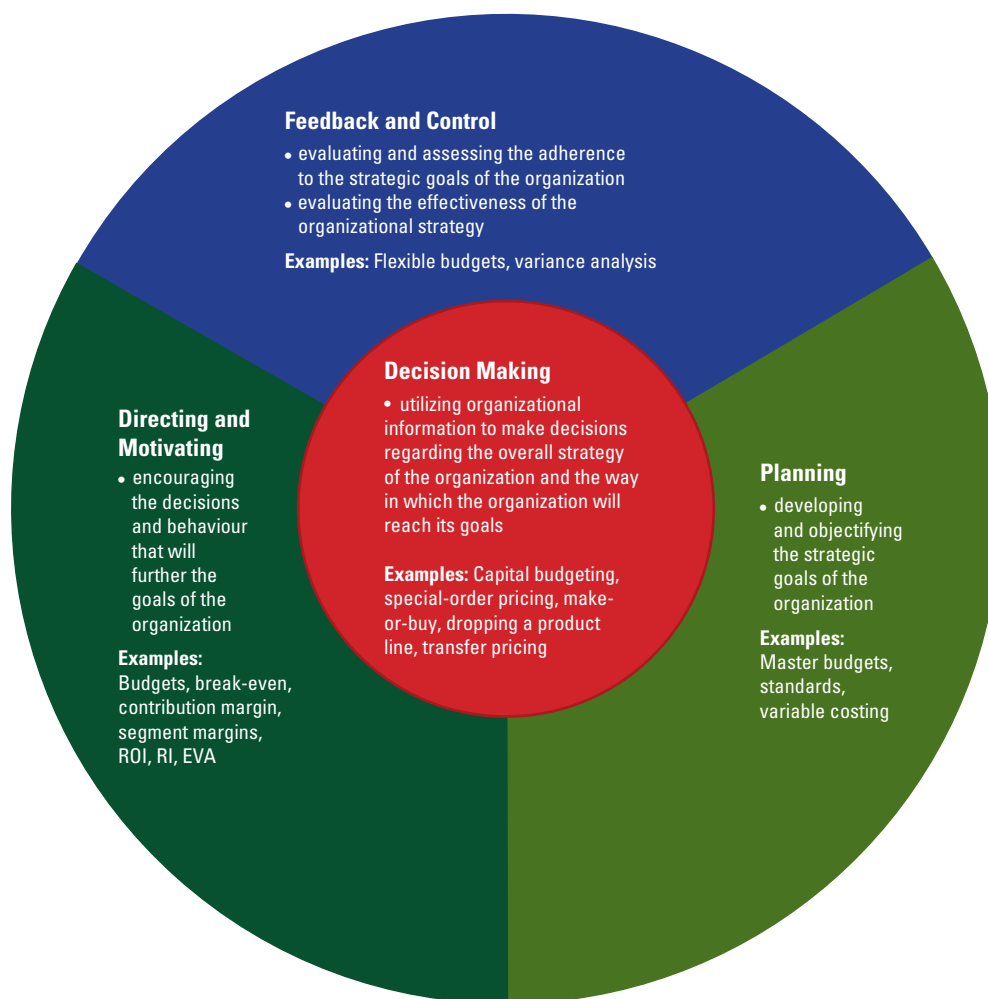 Feedback and Control
• evaluating and assessing the adherence
to the strategic goals of the organization
• evaluating the effectiveness of the
organizational strategy
Examples: Flexible budgets, variance analysis
Decision Making
• utilizing organizational
information to make decisions
regarding the overall strategy
of the organization and the way
in which the organization will
reach its goals
Examples: Capital budgeting,
special-order pricing, make-
or-buy, dropping a product
line, transfer pricing
Directing and
Motivating
• encouraging
the decisions
and behaviour
that will
further the
goals of the
organization
Examples:
Budgets, break-even,
contribution margin,
segment margins,
ROI, RI, EVA
Planning
• developing
and objectifying
the strategic
goals of the
organization
Examples:
Master budgets,
standards,
variable costing